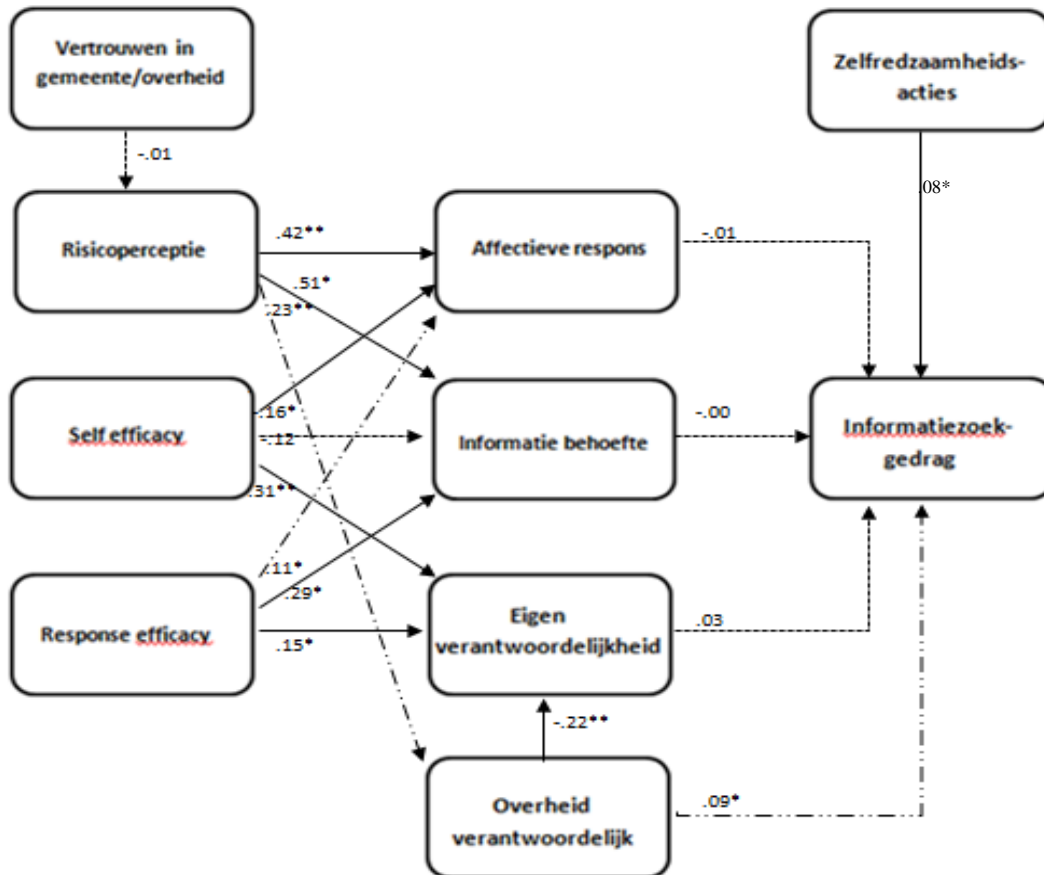 Vertrouwen in
gemeente/overheid
Zelfredzaamheids-
acties
-.01
.08*
Risicoperceptie
.42**
Affectieve respons
-.01
.51*
.23**
Self efficacy
.16*
-.12
.31**
Informatie behoefte
-.00
Informatiezoek-
gedrag
Response efficacy
.11*
.29*
.15*
Eigen
verantwoordelijkheid
.03
-.22**
Overheid
verantwoordelijk
.09*